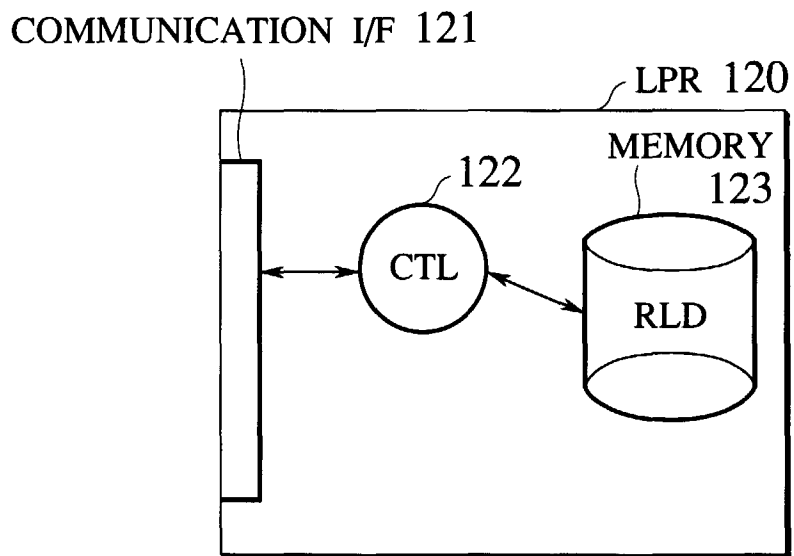 COMMUNICATION I/F 121
LPR 120
MEMORY
123
122
CTL
RLD